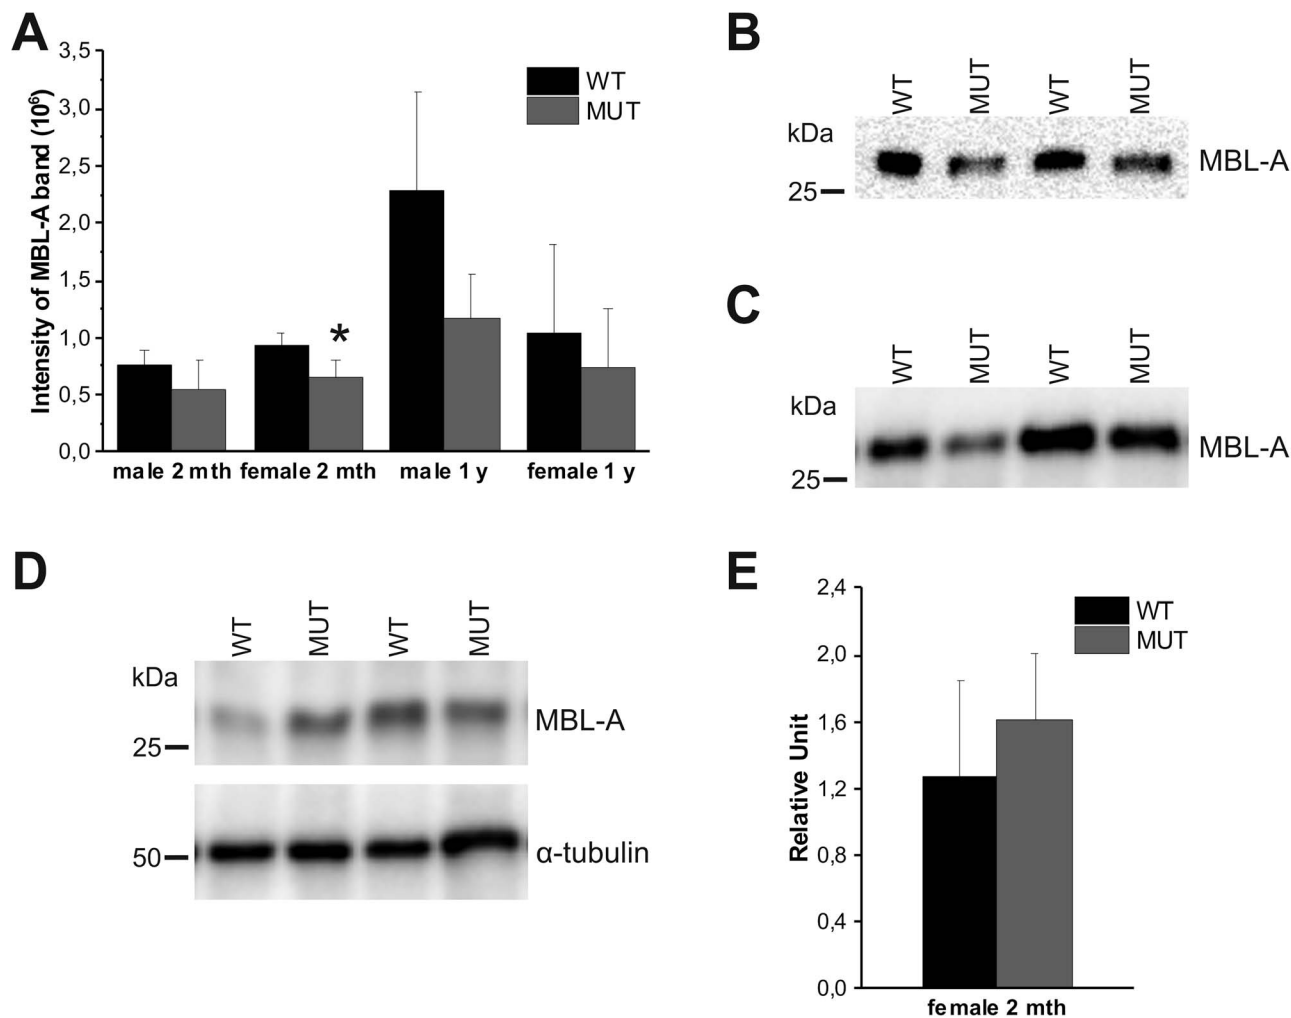 A
3,5
3,0
2,5
2,0
1,5
1,0
0,5
0,0
Intensity of MBL-A band (10⁶)
WT
MUT
*
male 2 mth female 2 mth male 1 y female 1 y
B
WT MUT WT MUT
kDa
25
MBL-A
C
WT MUT WT MUT
kDa
25
MBL-A
D
WT MUT WT MUT
kDa
25
MBL-A
50
α-tubulin
E
2,4
2,0
1,6
1,2
0,8
0,4
0,0
Relative Unit
WT
MUT
female 2 mth